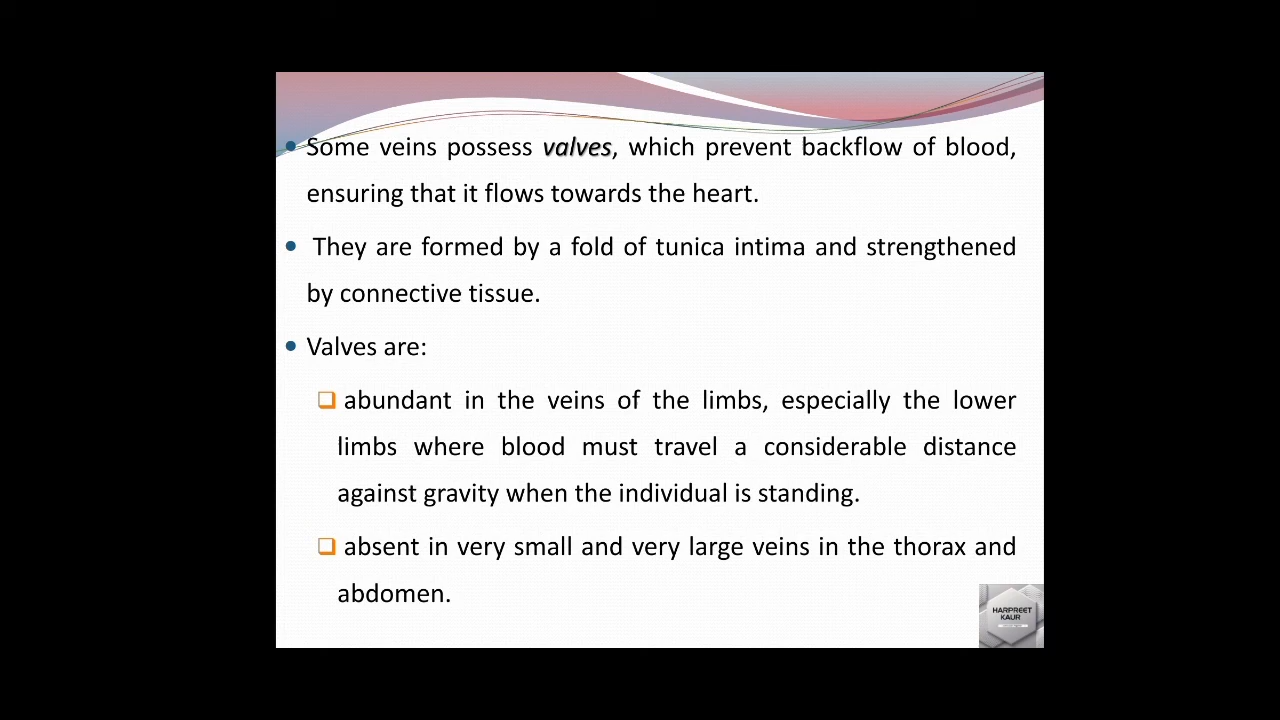 • Some veins possess valves, which prevent backflow of blood,
ensuring that it flows towards the heart.
• They are formed by a fold of tunica intima and strengthened
by connective tissue.
• Valves are:
❑ abundant in the veins of the limbs, especially the lower
limbs where blood must travel a considerable distance
against gravity when the individual is standing.
❑ absent in very small and very large veins in the thorax and
abdomen.
HARPREET
KAUR